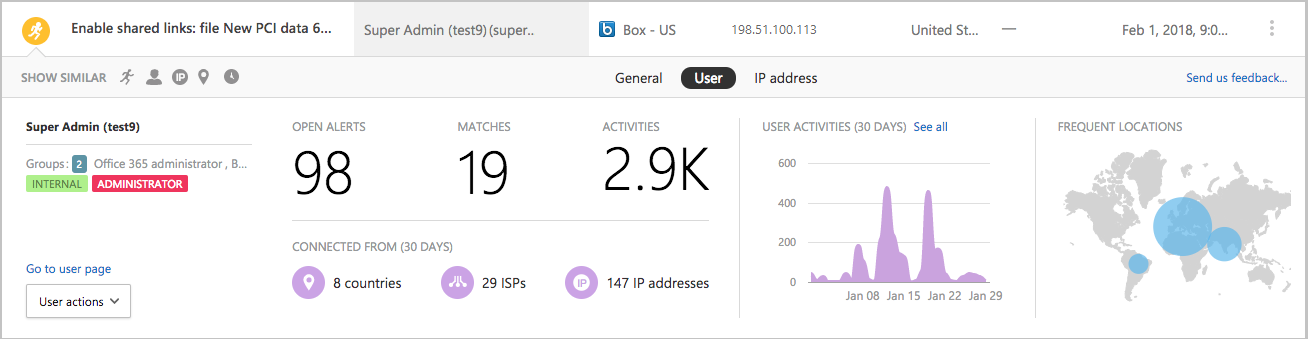 Enable shared links: file New PCI data 6... Super Admin (test9) (super... Box - US 198.51.100.113 United St... — Feb 1, 2018, 9:0...
SHOW SIMILAR IP General User IP address Send us feedback...
Super Admin (test9)
Groups: 2 Office 365 administrator , B...
INTERNAL ADMINISTRATOR
Go to user page
User actions
OPEN ALERTS MATCHES ACTIVITIES
98 19 2.9K
CONNECTED FROM (30 DAYS)
8 countries 29 ISPs IP 147 IP addresses
USER ACTIVITIES (30 DAYS) See all
600
400
200
0
Jan 08 Jan 15 Jan 22 Jan 29
FREQUENT LOCATIONS